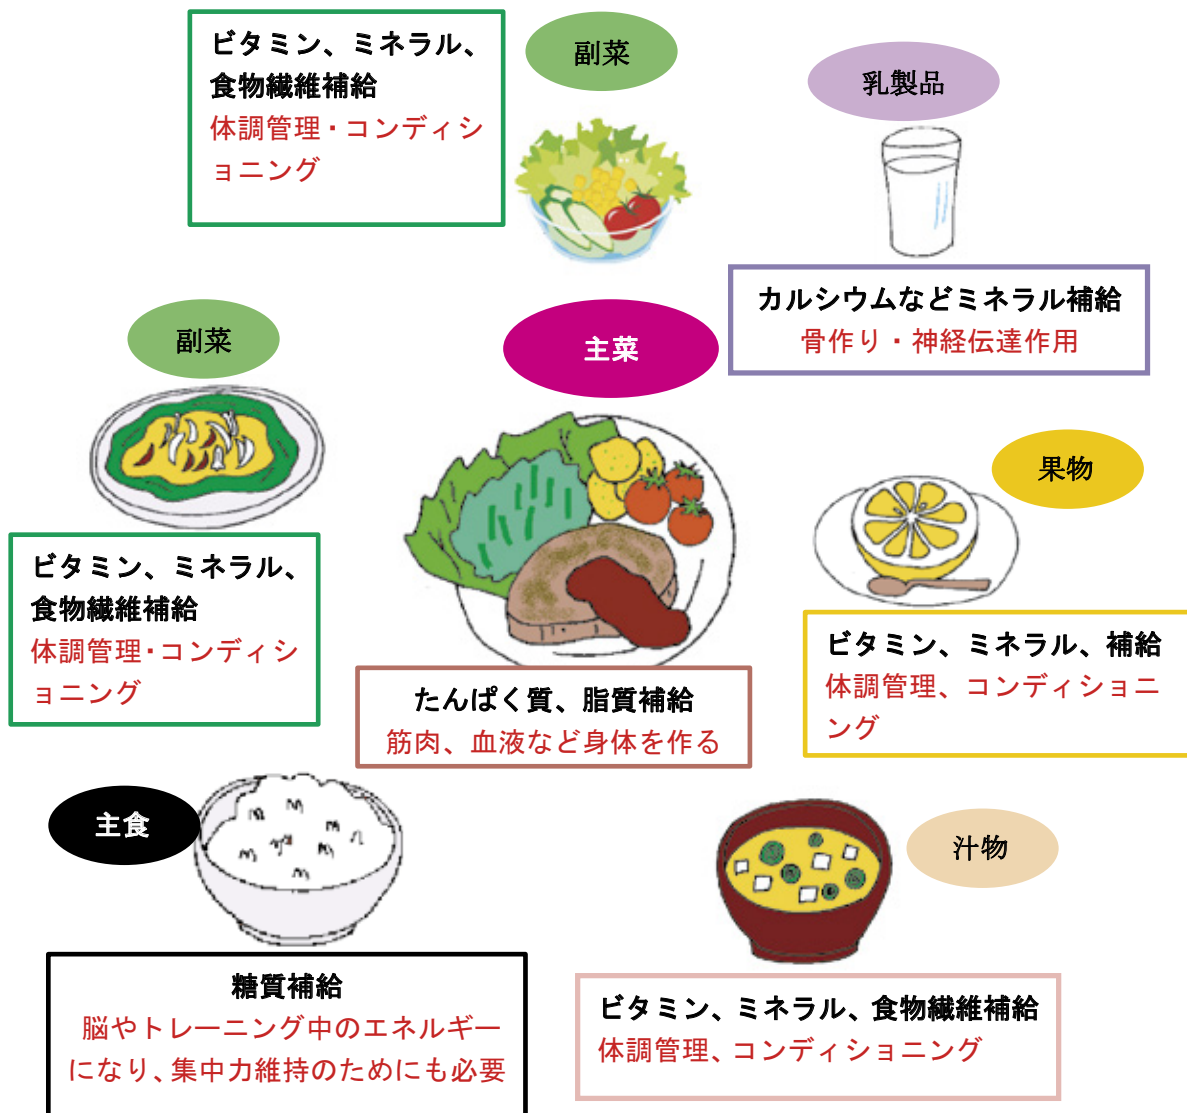 ビタミン、ミネラル、
食物繊維補給
体調管理・コンディシ
ョニング
副菜
乳製品
カルシウムなどミネラル補給
骨作り・神経伝達作用
副菜
ビタミン、ミネラル、
食物繊維補給
体調管理・コンディシ
ョニング
主菜
たんぱく質、脂質補給
筋肉、血液など身体を作る
果物
ビタミン、ミネラル、補給
体調管理、コンディショニ
ング
主食
糖質補給
脳やトレーニング中のエネルギー
になり、集中力維持のためにも必要
汁物
ビタミン、ミネラル、食物繊維補給
体調管理、コンディショニング